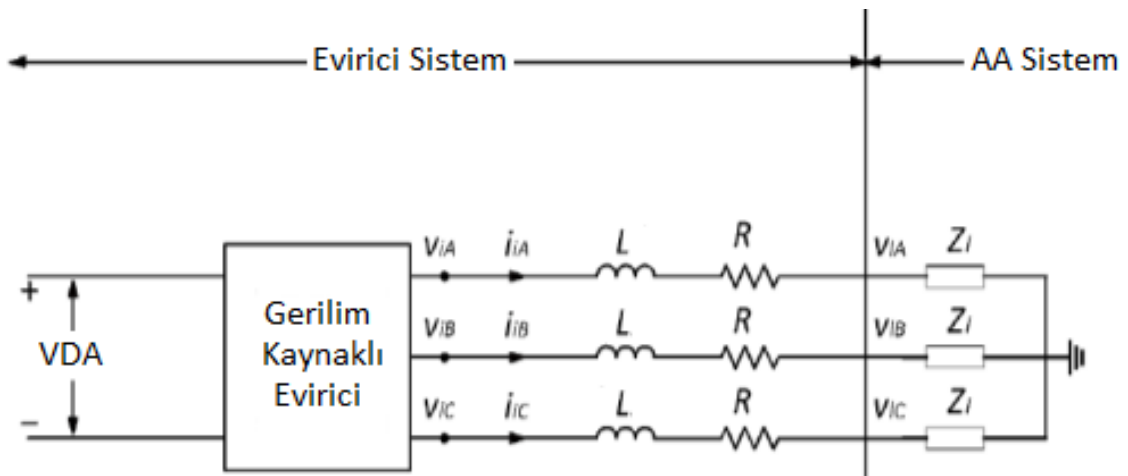 Evirici Sistem
AA Sistem
viA iiA L R vlA Zl
+
Gerilim
Kaynaklı
Evirici
VDA
viB iiB L R vlB Zl
−
viC iiC L R vlC Zl